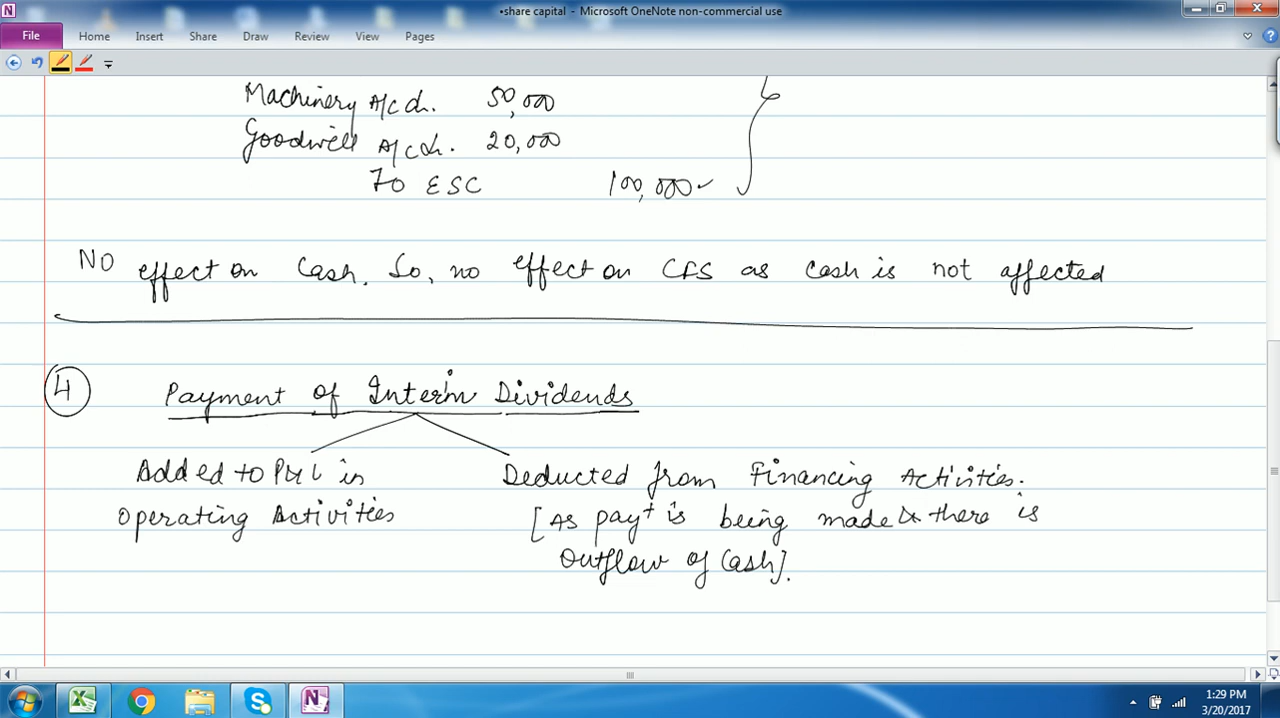 •share capital - Microsoft OneNote non-commercial use
File Home Insert Share Draw Review View Pages
Machinery A/c dr. 50,000
Goodwill A/c dr. 20,000
To ESC 100,000
NO effect on Cash. So, no effect on CFS as cash is not affected
4 Payment of Interim Dividends
Added to P&L in
Operating Activities
Deducted from Financing Activities.
[As payt is being made & there is
Outflow of Cash].
1:29 PM
3/20/2017